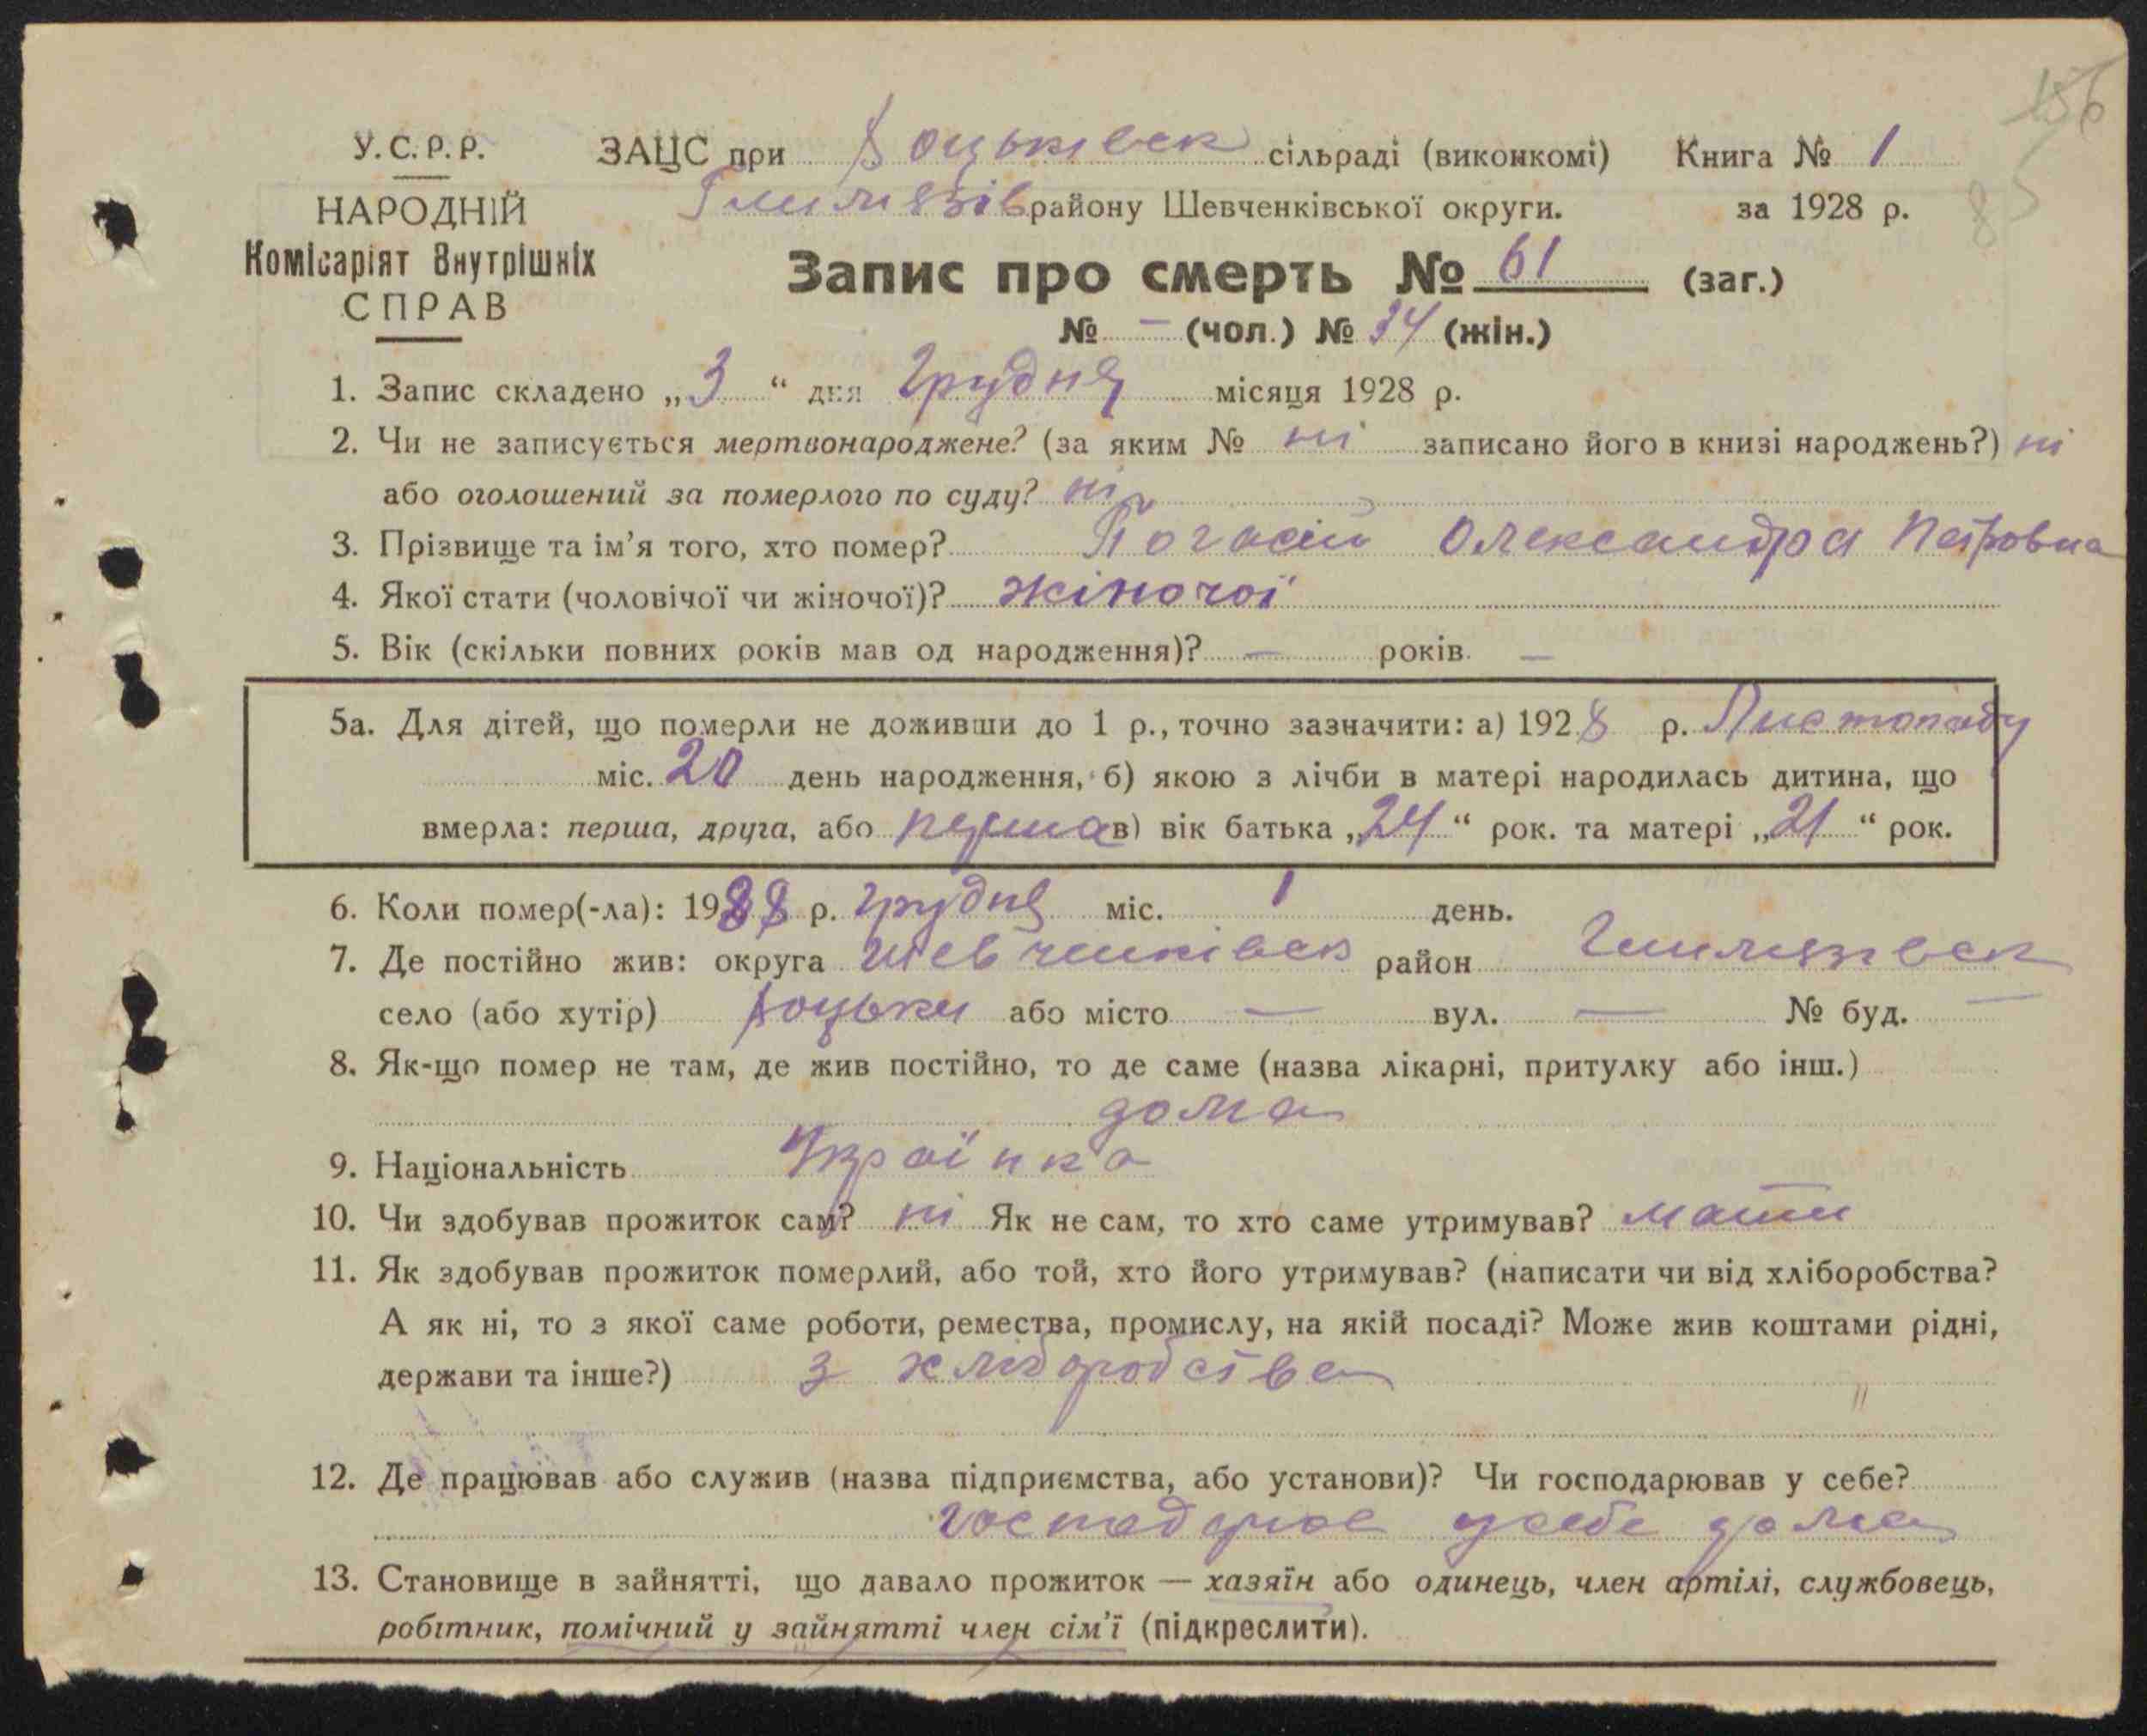 156
У.С.Р.Р.
НАРОДНІЙ
Комісаріят Внутрішніх
СПРАВ
ЗАЦС при Боцьківськ сільраді (виконкомі) Книга № 1
Гельмязівс району Шевченківської округи. за 1928 р.
85
Запис про смерть № 61 (заг.)
№ — (чол.) № 34 (жін.)
1. Запис складено „3“ дня Грудня місяця 1928 р.
2. Чи не записується мертвонароджене? (за яким № ні записано його в книзі народжень?) ні
або оголошений за померлого по суду? ні
3. Прізвище та ім’я того, хто помер? Олександра Петровна
4. Якої стати (чоловічої чи жіночої)? жіночої
5. Вік (скільки повних років мав од народження)? — років —
5а. Для дітей, що померли не доживши до 1 р., точно зазначити: а) 1928 р. Листопаду
міс. 20 день народження, б) якою з лічби в матері народилась дитина, що
вмерла: перша, друга, або перша в) вік батька „24“ рок. та матері „21“ рок.
6. Коли помер(-ла): 1928 р. грудня міс. 1 день.
7. Де постійно жив: округа Шевченківськ район
село (або хутір) Боцьки або місто — вул. — № буд. —
8. Як-що помер не там, де жив постійно, то де саме (назва лікарні, притулку або інш.)
дома
9. Національність Українка
10. Чи здобував прожиток сам? ні Як не сам, то хто саме утримував? мати
11. Як здобував прожиток померлий, або той, хто його утримував? (написати чи від хліборобства?
А як ні, то з якої саме роботи, ремества, промислу, на якій посаді? Може жив коштами рідні,
держави та інше?) з хліборобства
12. Де працював або служив (назва підприємства, або установи)? Чи господарював у себе?
у себе дома
13. Становище в зайнятті, що давало прожиток — хазяїн або одинець, член артілі, службовець,
робітник, помічний у зайнятті член сім’ї (підкреслити).